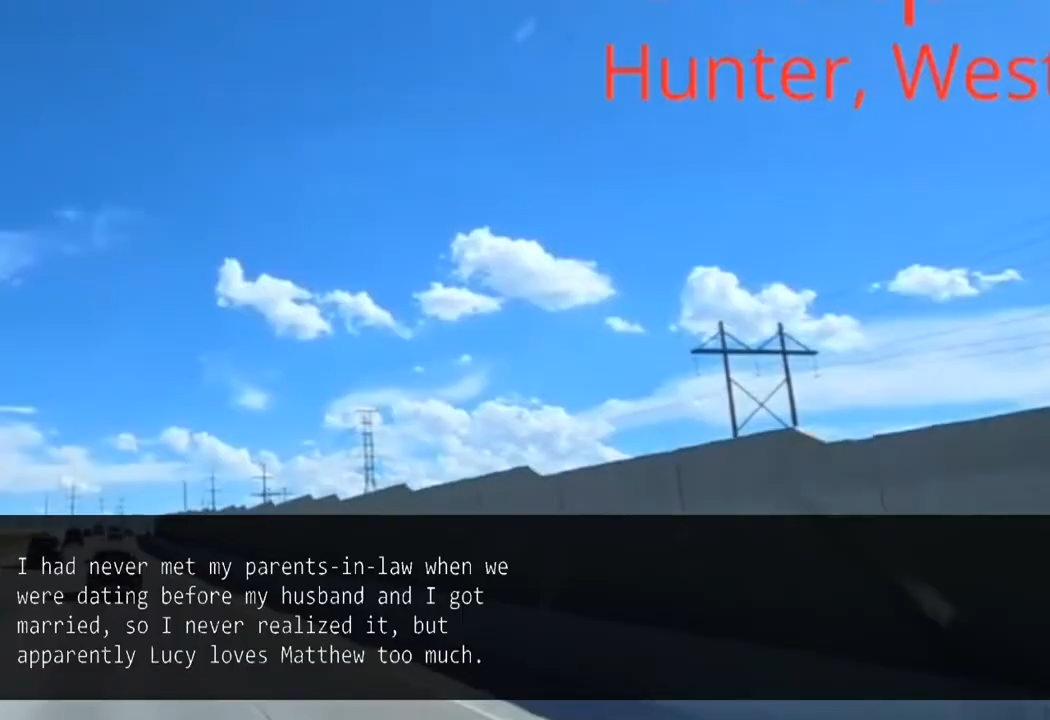 Hunter, West
I had never met my parents-in-law when we
were dating before my husband and I got
married, so I never realized it, but
apparently Lucy loves Matthew too much.